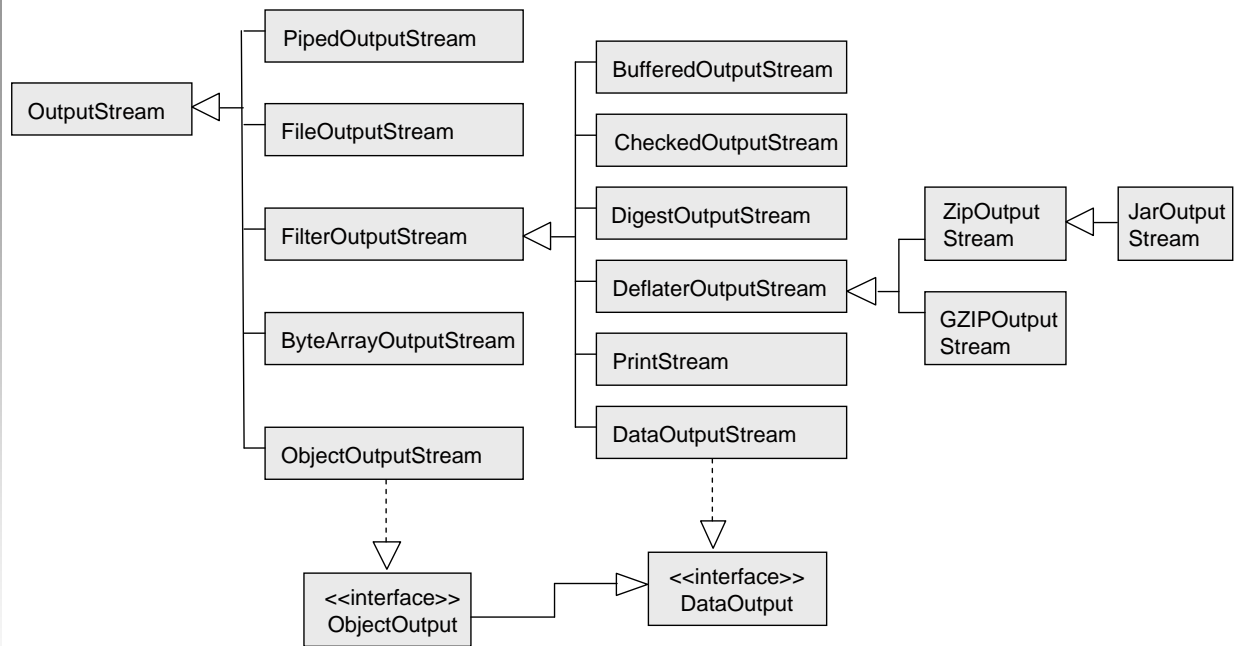 OutputStream
PipedOutputStream
FileOutputStream
FilterOutputStream
ByteArrayOutputStream
ObjectOutputStream
BufferedOutputStream
CheckedOutputStream
DigestOutputStream
DeflaterOutputStream
PrintStream
DataOutputStream
ZipOutput
Stream
GZIPOutput
Stream
JarOutput
Stream
<<interface>>
ObjectOutput
<<interface>>
DataOutput